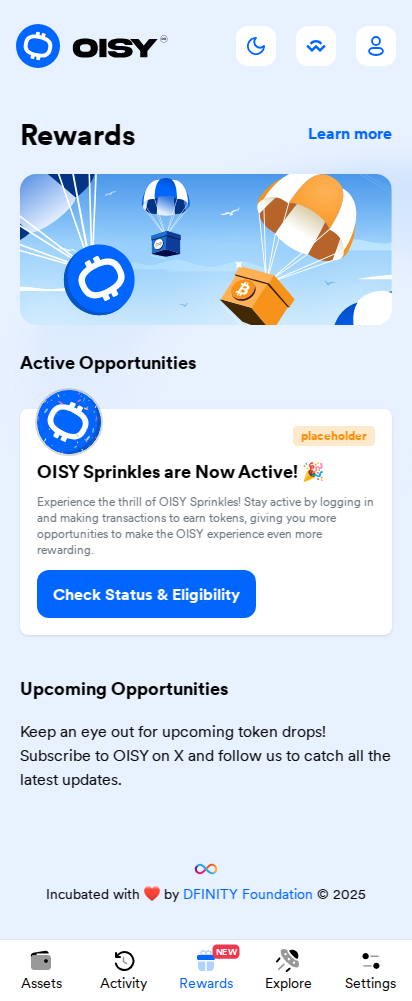 OISY
Rewards
Learn more
Active Opportunities
placeholder
OISY Sprinkles are Now Active! 🎉
Experience the thrill of OISY Sprinkles! Stay active by logging in
and making transactions to earn tokens, giving you more
opportunities to make the OISY experience even more
rewarding.
Check Status & Eligibility
Upcoming Opportunities
Keep an eye out for upcoming token drops!
Subscribe to OISY on X and follow us to catch all the
latest updates.
Incubated with ❤️ by DFINITY Foundation © 2025
NEW
Assets Activity Rewards Explore Settings